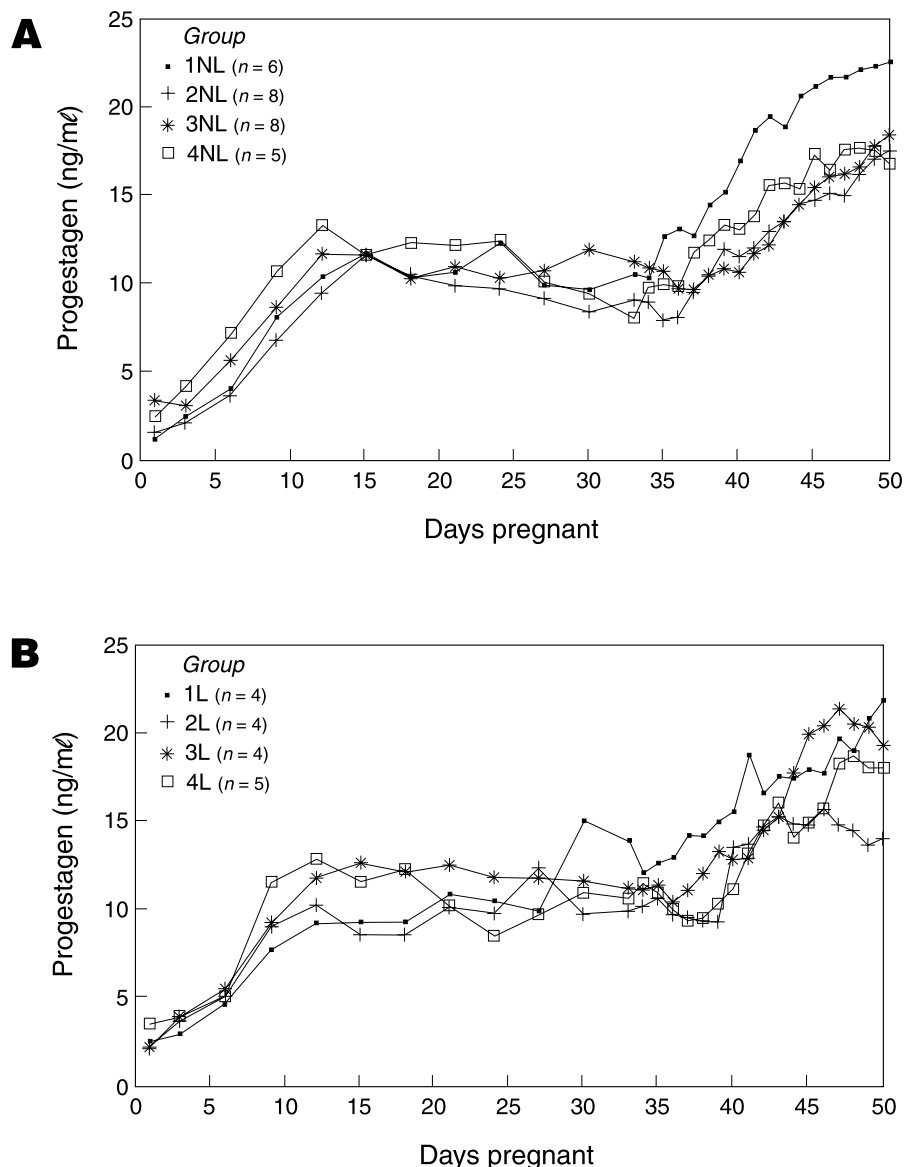 A
25
20
15
10
5
0
Progestagen (ng/mℓ)
Group
1NL (n = 6)
2NL (n = 8)
3NL (n = 8)
4NL (n = 5)
0 5 10 15 20 25 30 35 40 45 50
Days pregnant
B
25
20
15
10
5
0
Progestagen (ng/mℓ)
Group
1L (n = 4)
2L (n = 4)
3L (n = 4)
4L (n = 5)
0 5 10 15 20 25 30 35 40 45 50
Days pregnant